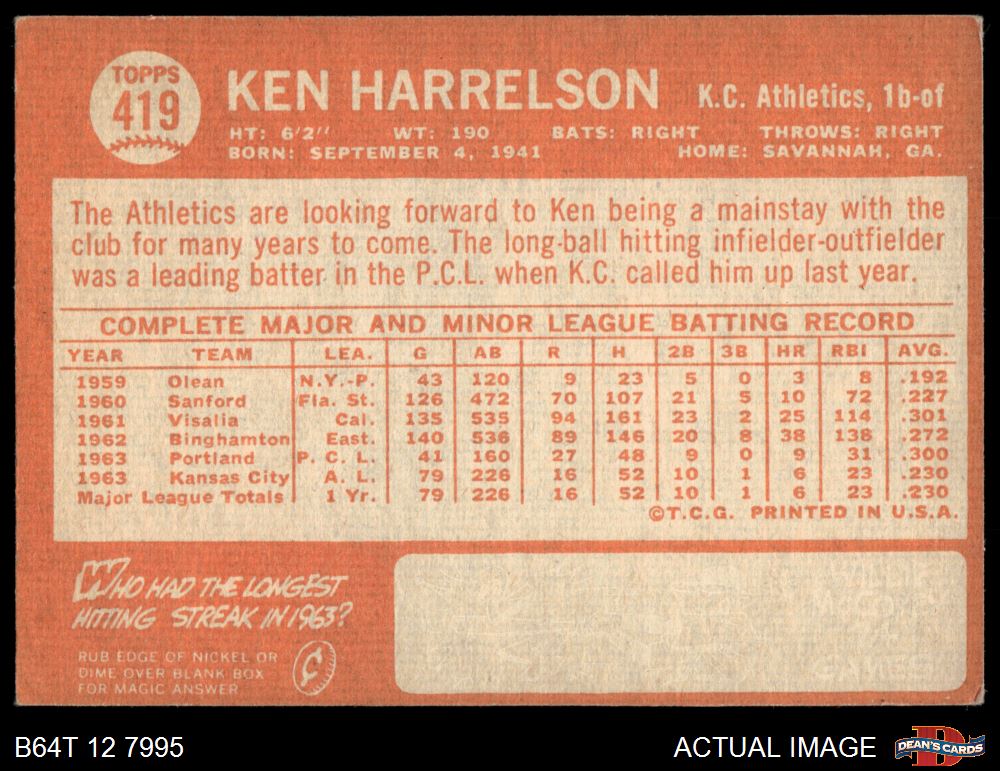 TOPPS
419
KEN HARRELSON K.C. Athletics, 1b-of
HT: 6'2" WT: 190 BATS: RIGHT THROWS: RIGHT
BORN: SEPTEMBER 4, 1941 HOME: SAVANNAH, GA.
The Athletics are looking forward to Ken being a mainstay with the
club for many years to come. The long-ball hitting infielder-outfielder
was a leading batter in the P.C.L. when K.C. called him up last year.
COMPLETE MAJOR AND MINOR LEAGUE BATTING RECORD
YEAR TEAM LEA. G AB R H 2B 3B HR RBI AVG.
1959 Olean N.Y.-P. 43 120 9 23 5 0 3 8 .192
1960 Sanford Fla. St. 126 472 70 107 21 5 10 72 .227
1961 Visalia Cal. 135 535 94 161 23 2 25 114 .301
1962 Binghamton East. 140 536 89 146 20 8 38 138 .272
1963 Portland P. C. L. 41 160 27 48 9 0 9 31 .300
1963 Kansas City A. L. 79 226 16 52 10 1 6 23 .230
Major League Totals 1 Yr. 79 226 16 52 10 1 6 23 .230
©T.C.G. PRINTED IN U.S.A.
WHO HAD THE LONGEST
HITTING STREAK IN 1963?
RUB EDGE OF NICKEL OR
DIME OVER BLANK BOX
FOR MAGIC ANSWER
¢
B64T 12 7995 ACTUAL IMAGE D DEAN'S CARDS